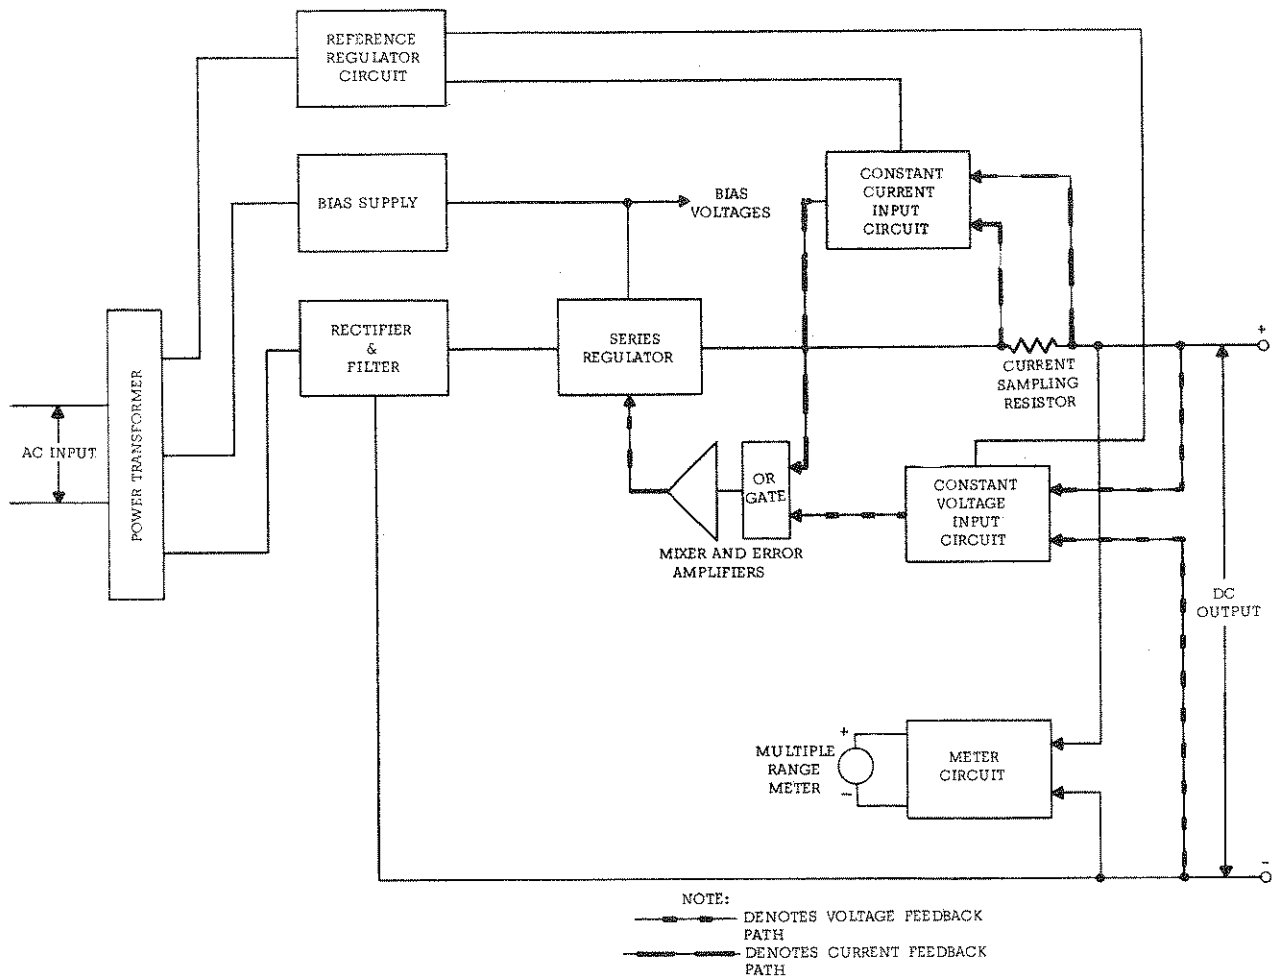 REFERENCE
REGULATOR
CIRCUIT
BIAS SUPPLY
BIAS
VOLTAGES
CONSTANT
CURRENT
INPUT
CIRCUIT
RECTIFIER
&
FILTER
SERIES
REGULATOR
+
CURRENT
SAMPLING
RESISTOR
AC INPUT
POWER TRANSFORMER
OR
GATE
CONSTANT
VOLTAGE
INPUT
CIRCUIT
MIXER AND ERROR
AMPLIFIERS
DC
OUTPUT
MULTIPLE
RANGE
METER
+
-
METER
CIRCUIT
-
NOTE:
DENOTES VOLTAGE FEEDBACK
PATH
DENOTES CURRENT FEEDBACK
PATH